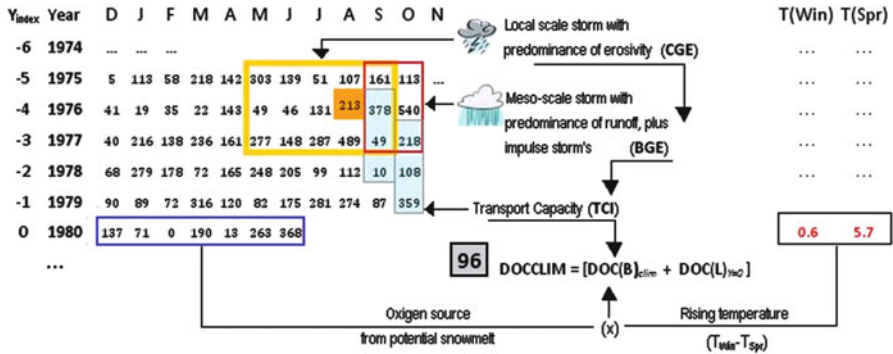 Yindex Year D J F M A M J J A S O N T(Win) T(Spr)
-6 1974 ... ... ... ... ...
-5 1975 5 113 58 218 142 303 139 51 107 161 113 ... ... ...
-4 1976 41 19 35 22 143 49 46 131 213 378 540 ... ...
-3 1977 40 216 138 236 161 277 148 287 489 49 218 ... ...
-2 1978 68 279 178 72 165 248 205 99 112 10 108 ... ...
-1 1979 90 89 72 316 120 82 175 281 274 87 359 ... ...
0 1980 137 71 0 190 13 263 368 0.6 5.7
...
Local scale storm with
predominance of erosivity (CGE)
Meso-scale storm with
predominance of runoff, plus
impulse storm's (BGE)
Transport Capacity (TCI)
96 DOCCLIM = [DOC(B)clim + DOC(L)Y=0 ]
Oxigen source
from potential snowmelt
(x)
Rising temperature
(TWin-TSpr)